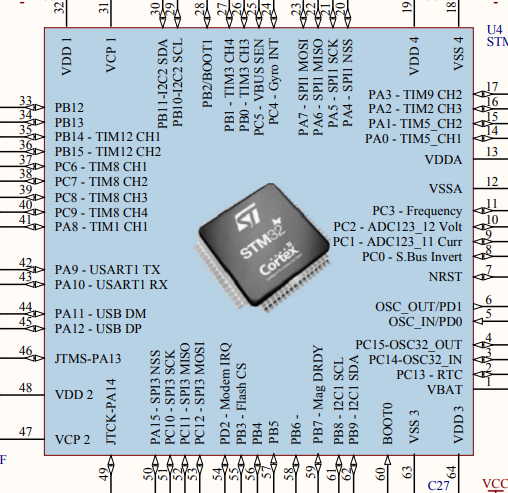 32
31
30
29
28
27
26
25
24
23
22
21
20
19
18
U4
STM
VDD 1
VCP 1
PB11-I2C2 SDA
PB10-I2C2 SCL
PB2/BOOT1
PB1 - TIM3 CH4
PB0 - TIM3 CH3
PC5 - VBUS SEN
PC4 - Gyro INT
PA7 - SPI1 MOSI
PA6 - SPI1 MISO
PA5 - SPI1 SCK
PA4 - SPI1 NSS
VDD 4
VSS 4
33 PB12
34 PB13
35 PB14 - TIM12 CH1
36 PB15 - TIM12 CH2
37 PC6 - TIM8 CH1
38 PC7 - TIM8 CH2
39 PC8 - TIM8 CH3
40 PC9 - TIM8 CH4
41 PA8 - TIM1 CH1
42 PA9 - USART1 TX
43 PA10 - USART1 RX
44 PA11 - USB DM
45 PA12 - USB DP
46 JTMS-PA13
48 VDD 2
47 VCP 2
F
ST
STM32
Cortex
PA3 - TIM9 CH2 17
PA2 - TIM2 CH3 16
PA1- TIM5_CH2 15
PA0 - TIM5_CH1 14
VDDA 13
VSSA 12
PC3 - Frequency 11
PC2 - ADC123_12 Volt 10
PC1 - ADC123_11 Curr 9
PC0 - S.Bus Invert 8
NRST 7
OSC_OUT/PD1 6
OSC_IN/PD0 5
PC15-OSC32_OUT 4
PC14-OSC32_IN 3
PC13 - RTC 2
VBAT 1
JTCK-PA14
PA15 - SPI3 NSS
PC10 - SPI3 SCK
PC11 - SPI3 MISO
PC12 - SPI3 MOSI
PD2 - Modem IRQ
PB3 - Flash CS
PB4
PB5
PB6 -
PB7 - Mag DRDY
PB8 - I2C1 SCL
PB9 - I2C1 SDA
BOOT0
VSS 3
VDD 3
49
50
51
52
53
54
55
56
57
58
59
61
62
60
63
64
C27
VCC